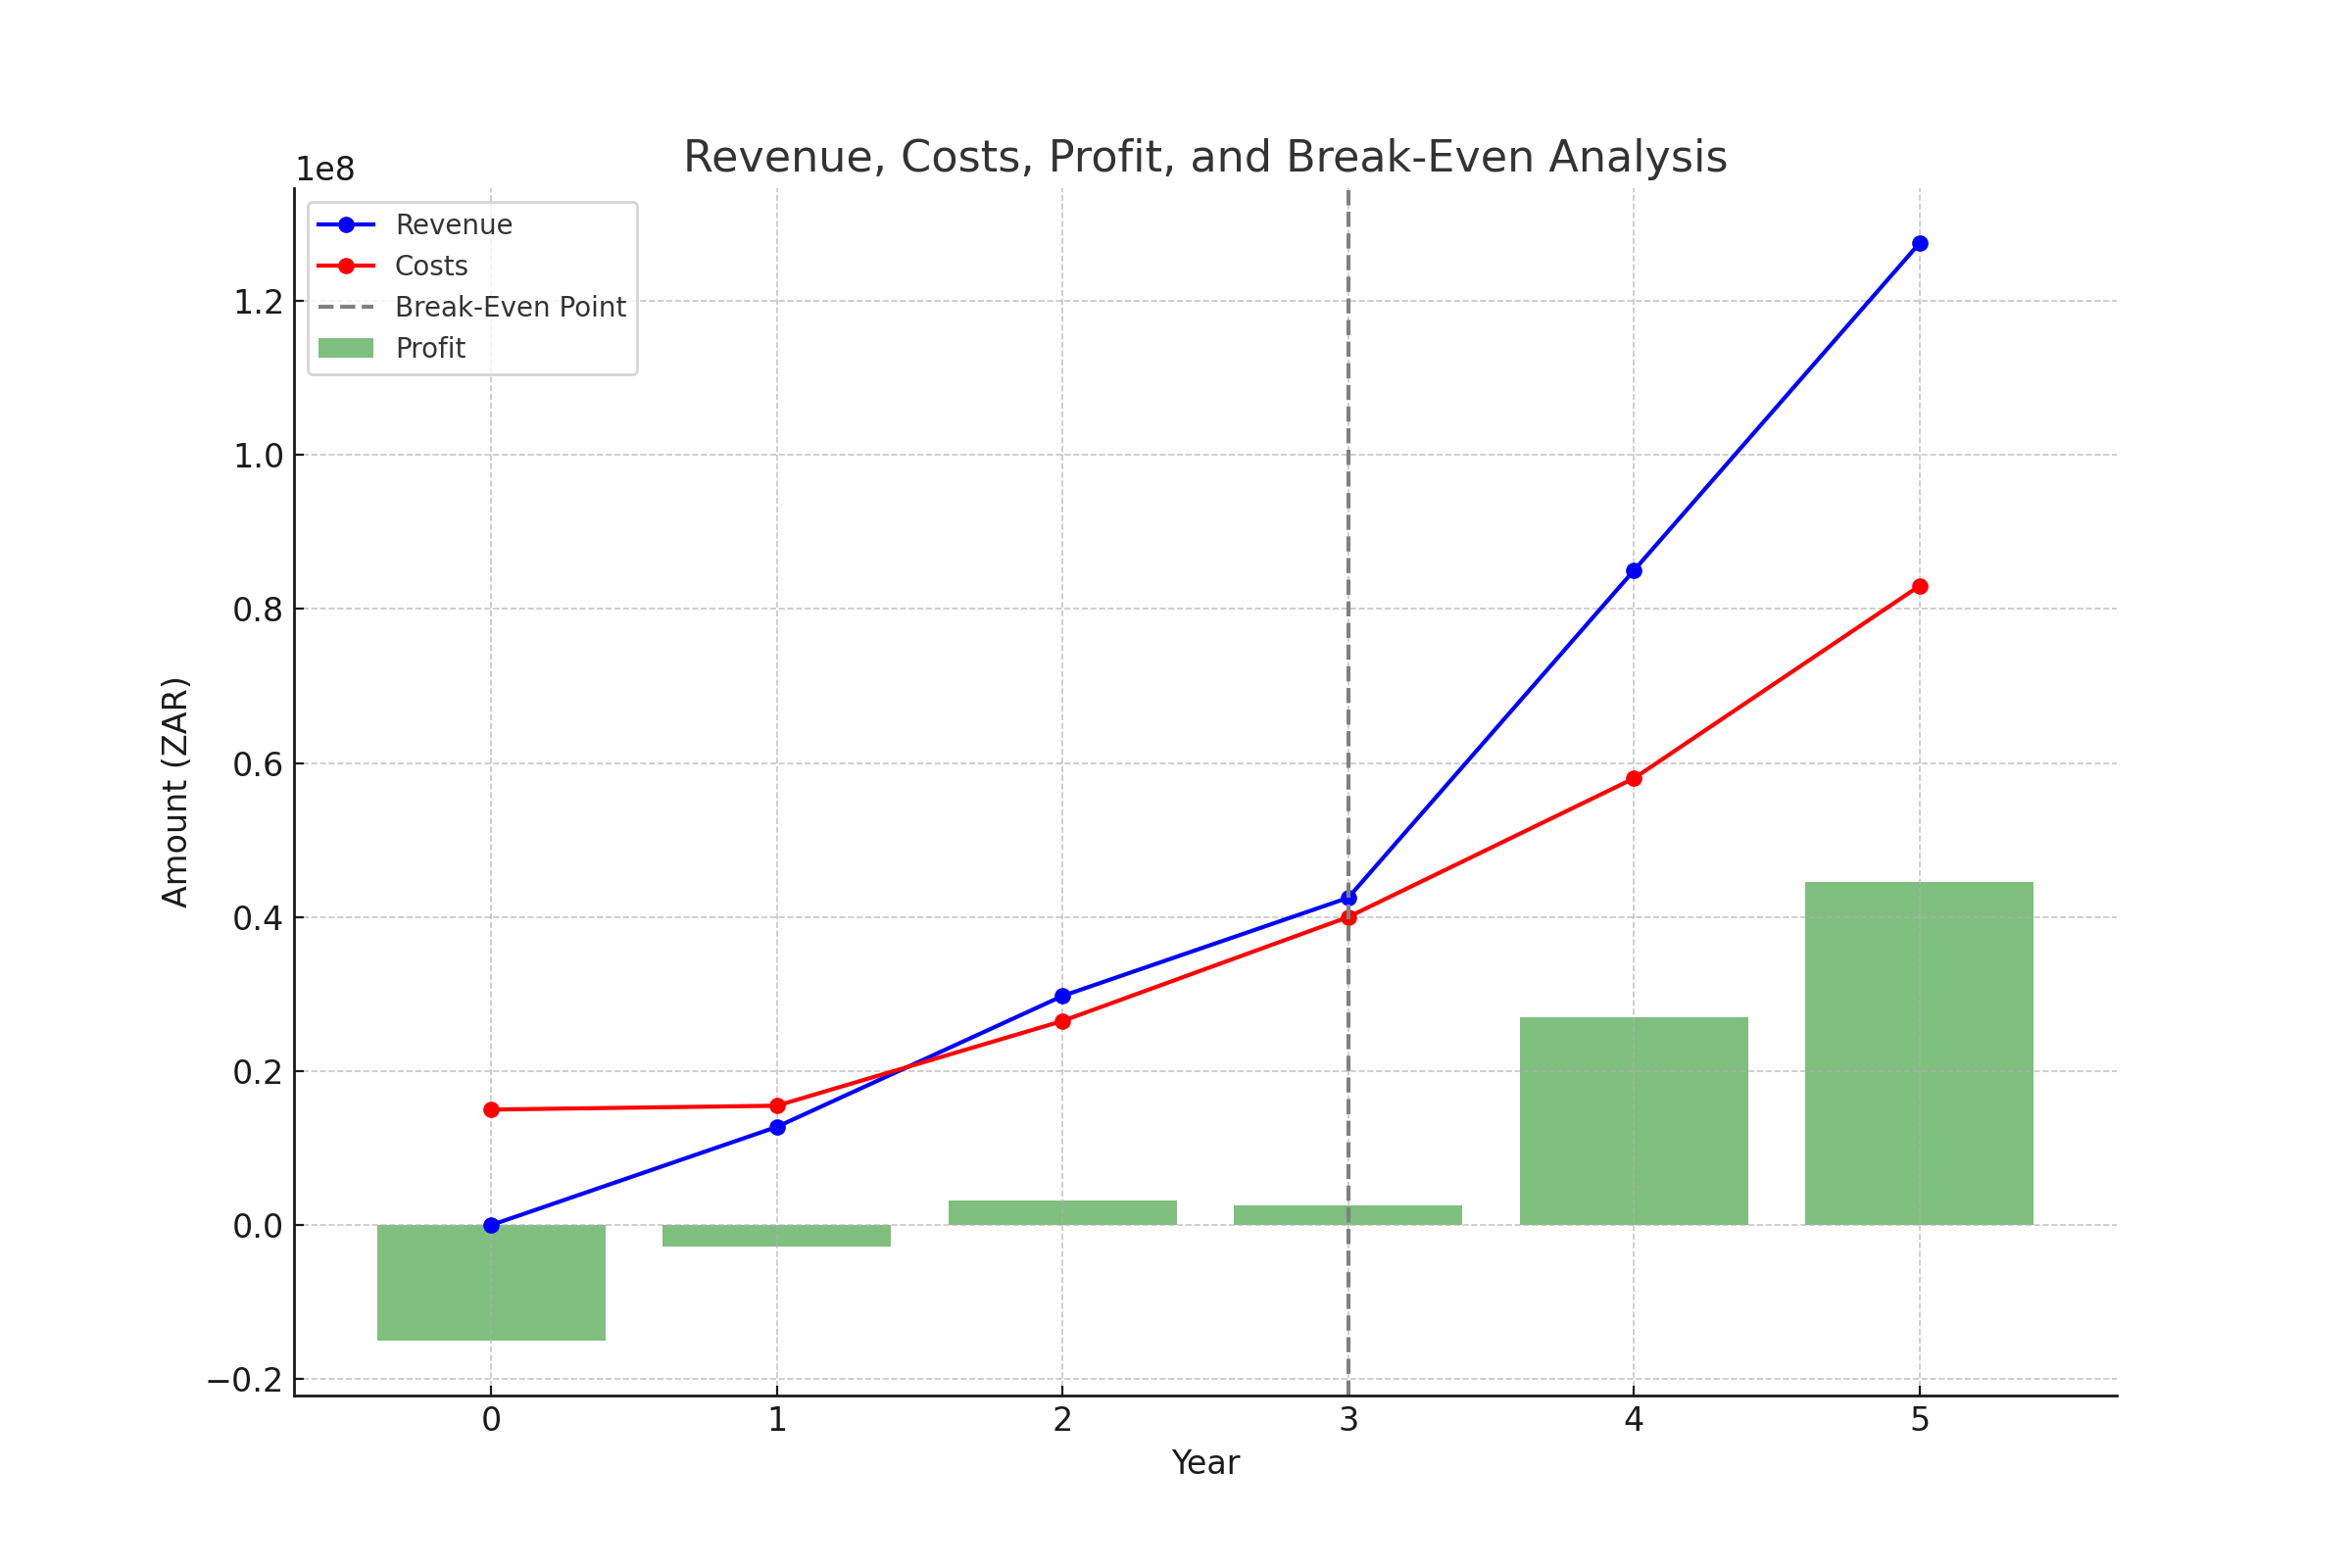 Revenue, Costs, Profit, and Break-Even Analysis
1e8
Revenue
Costs
Break-Even Point
Profit
1.2
1.0
0.8
0.6
0.4
0.2
0.0
−0.2
Amount (ZAR)
0 1 2 3 4 5
Year